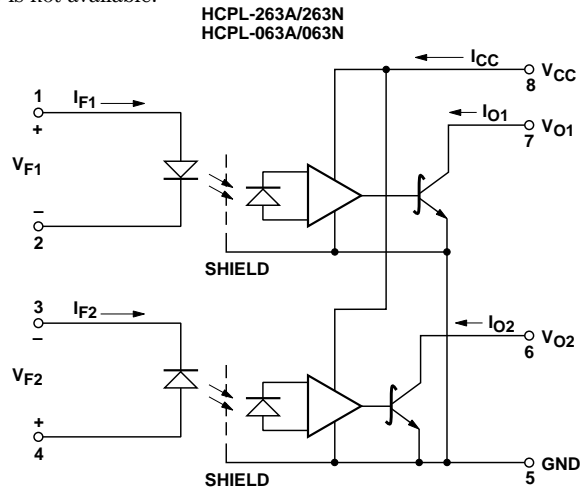 is not available.
HCPL-263A/263N
HCPL-063A/063N
ICC
8 VCC
1
IF1
+
IO1
VO1
7
VF1
–
2
SHIELD
3
IF2
–
IO2
VO2
6
VF2
+
4
GND
5
SHIELD